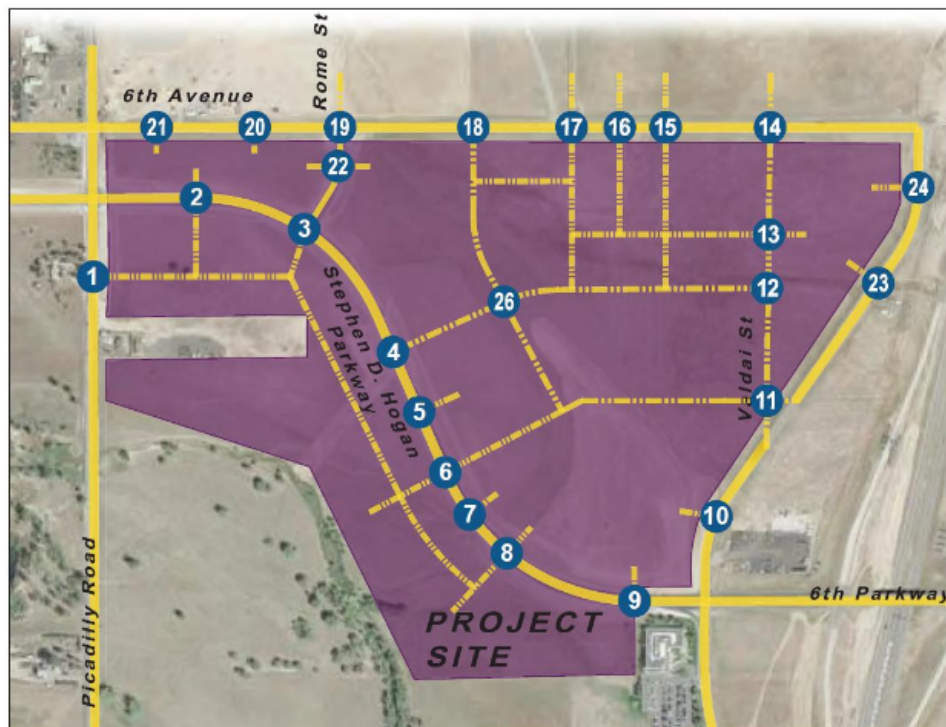 Rome St
6th Avenue
21
20
19
18
17
16
15
14
22
24
2
3
13
1
23
12
26
Stephen D. Hogan
Parkway
4
Valdai St
11
5
6
7
10
8
9
6th Parkway
PROJECT
SITE
Picadilly Road